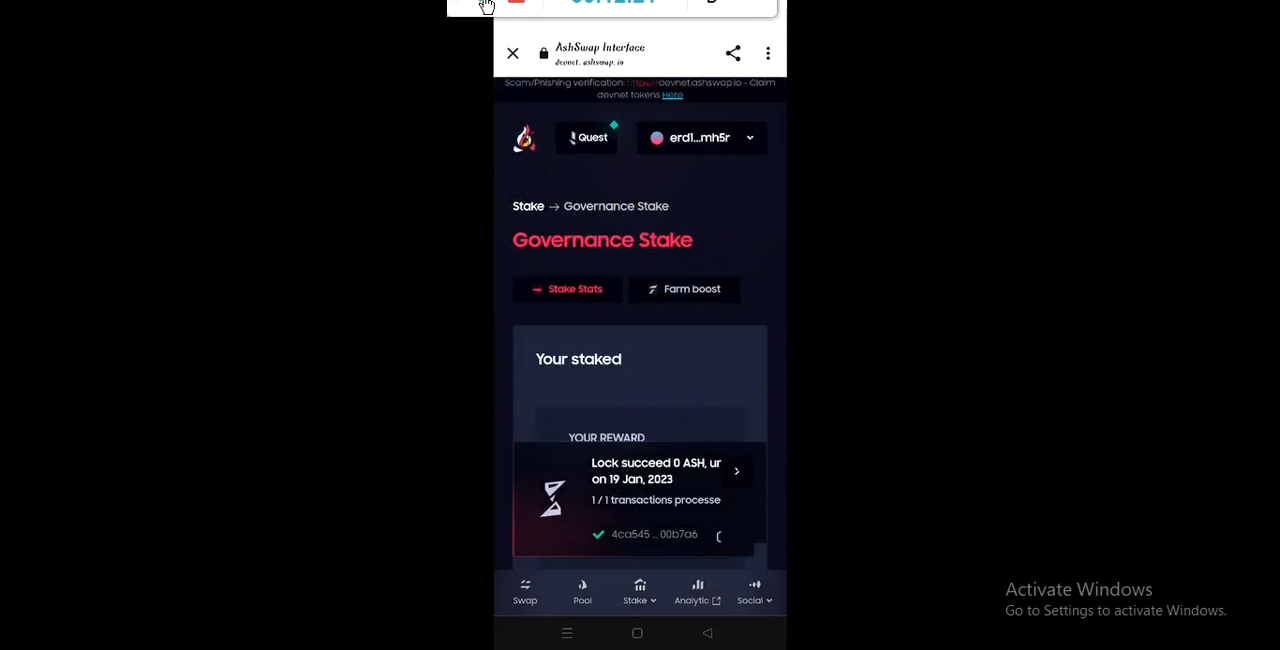 AshSwap Interface
devnet.ashswap.io
Scam/Phishing verification: https://devnet.ashswap.io - Claim
devnet tokens Here
Quest
erd1...mh5r
Stake → Governance Stake
Governance Stake
Stake Stats
Farm boost
Your staked
YOUR REWARD
Lock succeed 0 ASH, ur
on 19 Jan, 2023
1 / 1 transactions processe
4ca545 ... 00b7a6
Swap
Pool
Stake
Analytic
Social
Activate Windows
Go to Settings to activate Windows.